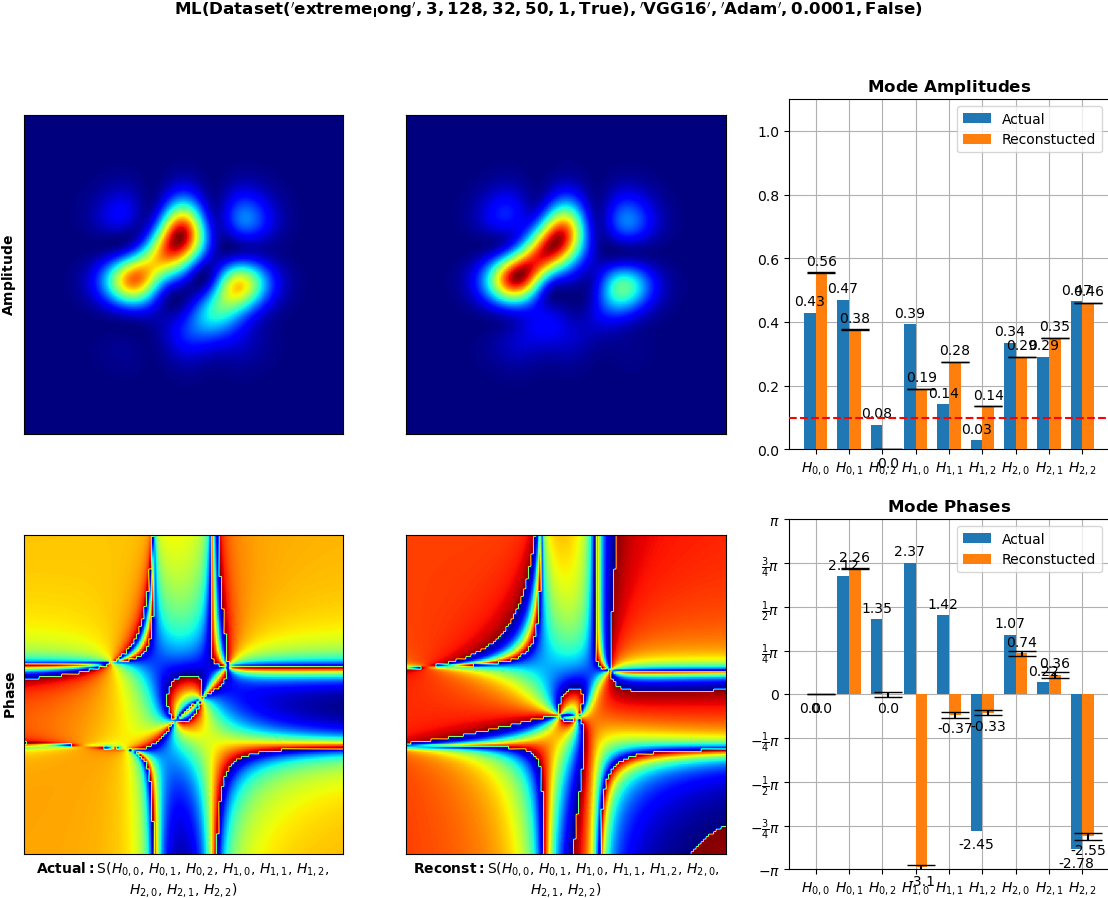 ML(Dataset('extreme_long', 3, 128, 32, 50, 1, True), 'VGG16', 'Adam', 0.0001, False)
Amplitude
Mode Amplitudes
Actual
Reconstucted
1.0
0.8
0.6
0.4
0.2
0.0
0.43 0.56 0.47 0.38 0.08 0.0 0.39 0.19 0.14 0.28 0.03 0.14 0.34 0.29 0.29 0.35 0.47 0.46
H0,0 H0,1 H0,2 H1,0 H1,1 H1,2 H2,0 H2,1 H2,2
Phase
Actual: S(H0,0, H0,1, H0,2, H1,0, H1,1, H1,2,
H2,0, H2,1, H2,2)
Reconst: S(H0,0, H0,1, H1,0, H1,1, H1,2, H2,0,
H2,1, H2,2)
Mode Phases
Actual
Reconstucted
π
3/4π
1/2π
1/4π
0
−1/4π
−1/2π
−3/4π
−π
0.0 0.0 2.12 2.26 1.35 0.0 2.37 -3.1 1.42 -0.37 -2.45 -0.33 1.07 0.74 0.22 0.36 -2.78 -2.55
H0,0 H0,1 H0,2 H1,0 H1,1 H1,2 H2,0 H2,1 H2,2